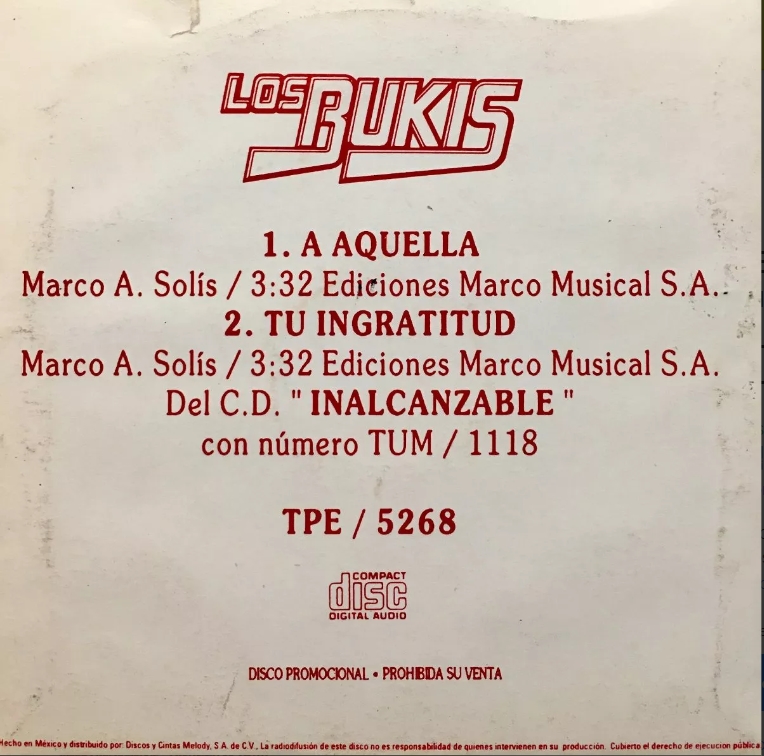 LOS BUKIS
1. A AQUELLA
Marco A. Solís / 3:32 Ediciones Marco Musical S.A.
2. TU INGRATITUD
Marco A. Solís / 3:32 Ediciones Marco Musical S.A.
Del C.D. " INALCANZABLE "
con número TUM / 1118
TPE / 5268
COMPACT
disc
DIGITAL AUDIO
DISCO PROMOCIONAL • PROHIBIDA SU VENTA
Hecho en México y distribuido por: Discos y Cintas Melody, S.A. de C.V., La radiodifusión de este disco no es responsabilidad de quienes intervienen en su producción. Cubierto el derecho de ejecucion pública